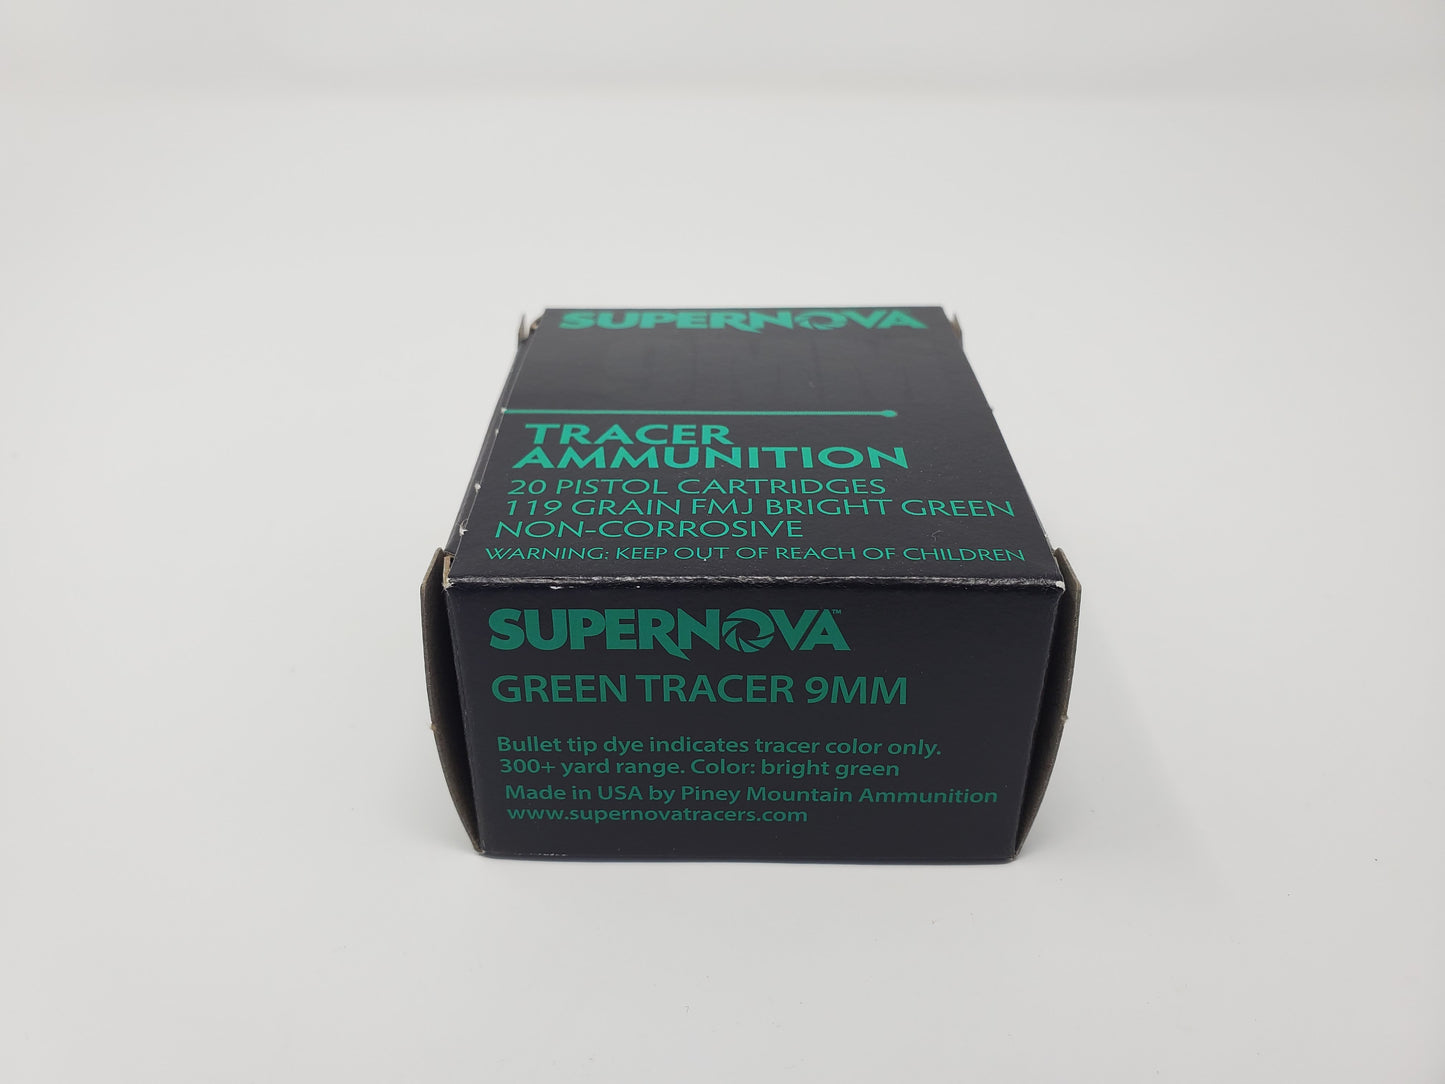 SUPERNOVA
TRACER
AMMUNITION
20 PISTOL CARTRIDGES
119 GRAIN FMJ BRIGHT GREEN
NON-CORROSIVE
WARNING: KEEP OUT OF REACH OF CHILDREN
SUPERNOVA™
GREEN TRACER 9MM
Bullet tip dye indicates tracer color only.
300+ yard range. Color: bright green
Made in USA by Piney Mountain Ammunition
www.supernovatracers.com